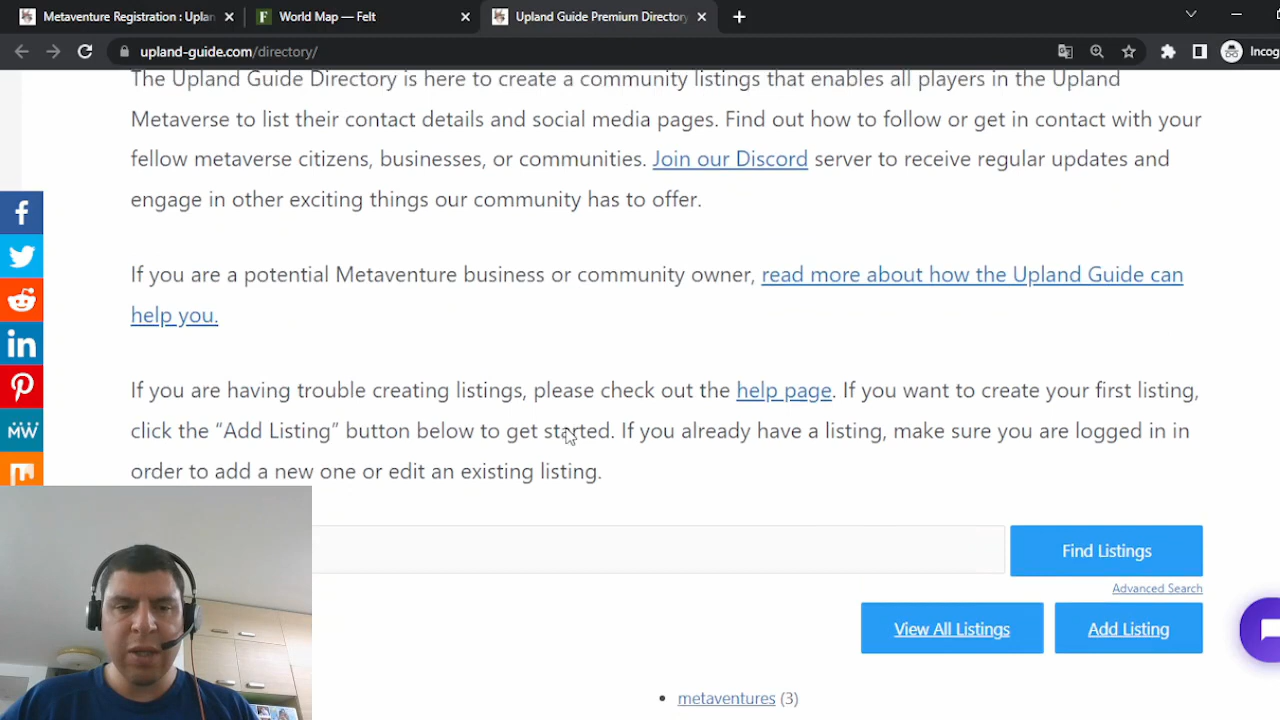 Metaventure Registration : Uplan
World Map — Felt
Upland Guide Premium Directory
upland-guide.com/directory/
Incog
The Upland Guide Directory is here to create a community listings that enables all players in the Upland
Metaverse to list their contact details and social media pages. Find out how to follow or get in contact with your
fellow metaverse citizens, businesses, or communities. Join our Discord server to receive regular updates and
engage in other exciting things our community has to offer.
If you are a potential Metaventure business or community owner, read more about how the Upland Guide can
help you.
If you are having trouble creating listings, please check out the help page. If you want to create your first listing,
click the “Add Listing” button below to get started. If you already have a listing, make sure you are logged in in
order to add a new one or edit an existing listing.
in
MW
Find Listings
Advanced Search
View All Listings
Add Listing
metaventures (3)